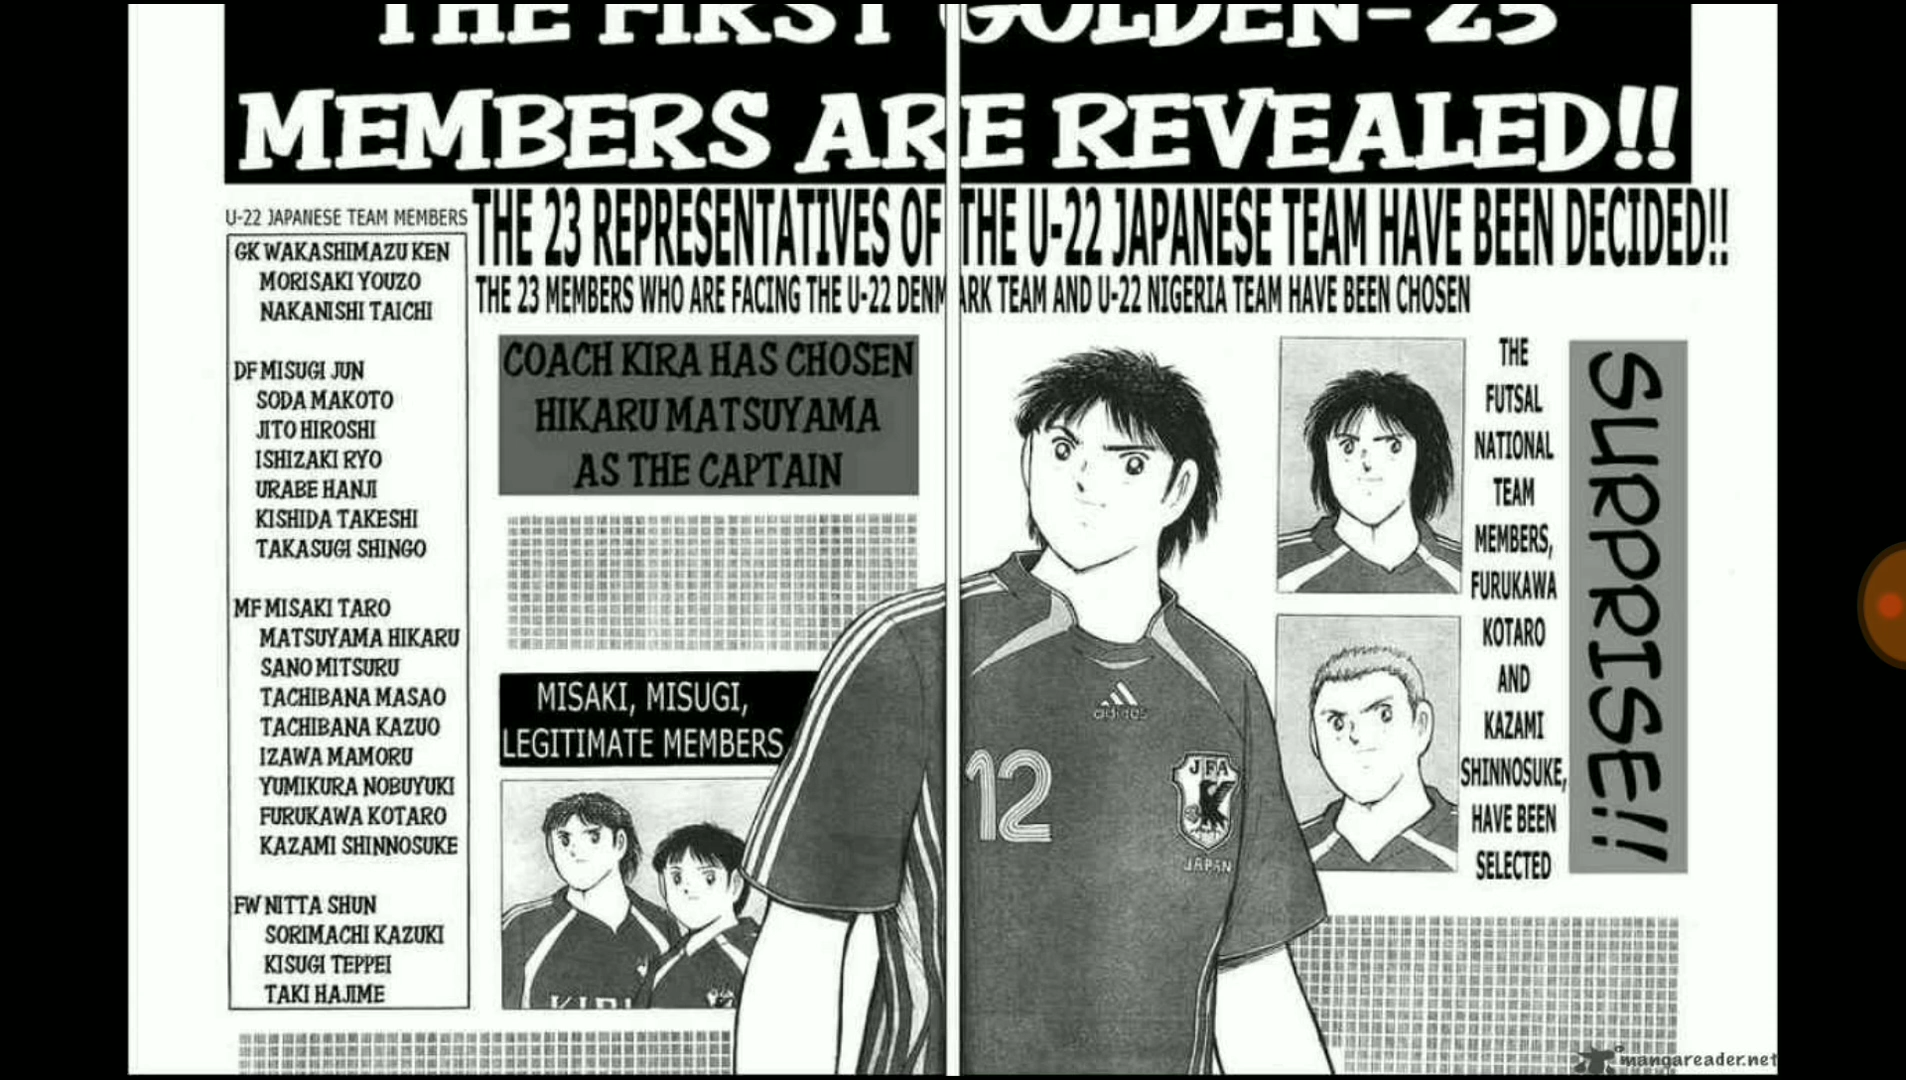 THE FIRST GOLDEN-23
MEMBERS ARE REVEALED!!
THE 23 REPRESENTATIVES OF THE U-22 JAPANESE TEAM HAVE BEEN DECIDED!!
THE 23 MEMBERS WHO ARE FACING THE U-22 DENMARK TEAM AND U-22 NIGERIA TEAM HAVE BEEN CHOSEN
U-22 JAPANESE TEAM MEMBERS
GK WAKASHIMAZU KEN
MORISAKI YOUZO
NAKANISHI TAICHI
DF MISUGI JUN
SODA MAKOTO
JITO HIROSHI
ISHIZAKI RYO
URABE HANJI
KISHIDA TAKESHI
TAKASUGI SHINGO
MF MISAKI TARO
MATSUYAMA HIKARU
SANO MITSURU
TACHIBANA MASAO
TACHIBANA KAZUO
IZAWA MAMORU
YUMIKURA NOBUYUKI
FURUKAWA KOTARO
KAZAMI SHINNOSUKE
FW NITTA SHUN
SORIMACHI KAZUKI
KISUGI TEPPEI
TAKI HAJIME
COACH KIRA HAS CHOSEN
HIKARU MATSUYAMA
AS THE CAPTAIN
MISAKI, MISUGI,
LEGITIMATE MEMBERS
adidas
12
JFA
JAPAN
THE
FUTSAL
NATIONAL
TEAM
MEMBERS,
FURUKAWA
KOTARO
AND
KAZAMI
SHINNOSUKE,
HAVE BEEN
SELECTED
SURPRISE!!
mangareader.net